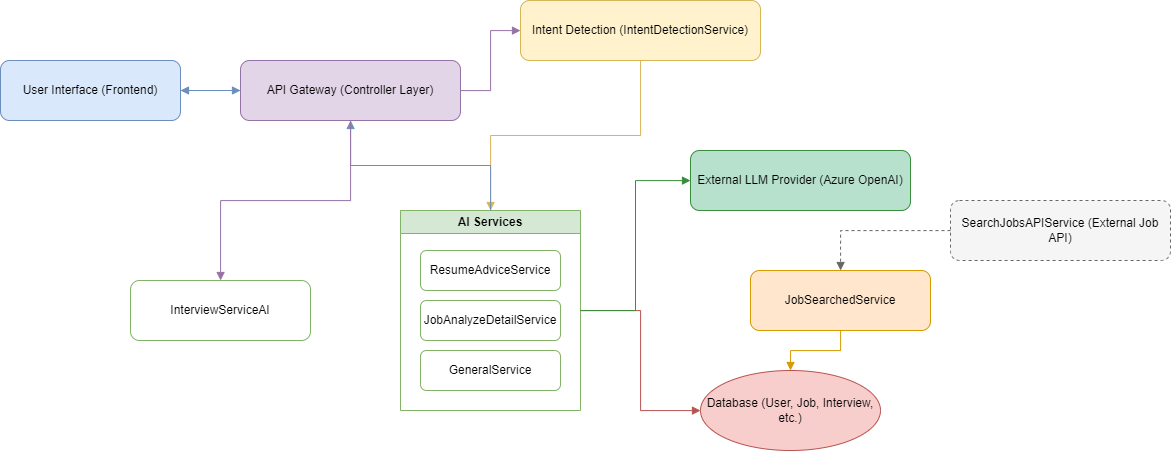 Intent Detection (IntentDetectionService)
User Interface (Frontend)
API Gateway (Controller Layer)
External LLM Provider (Azure OpenAI)
SearchJobsAPIService (External Job
API)
AI Services
ResumeAdviceService
JobAnalyzeDetailService
GeneralService
InterviewServiceAI
JobSearchedService
Database (User, Job, Interview,
etc.)